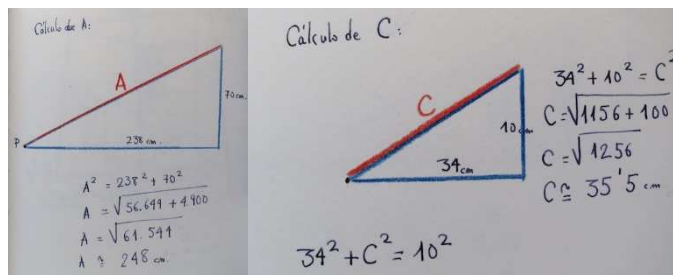 Cálculo de A:
A
70 cm.
P
238 cm.
A² = 238² + 70²
A = √56.644 + 4.900
A = √61.544
A ≅ 248 cm.
Cálculo de C:
C
10 cm
34 cm
34² + 10² = C²
C = √1156 + 100
C = √1256
C ≅ 35'5 cm
34² + C² = 10²